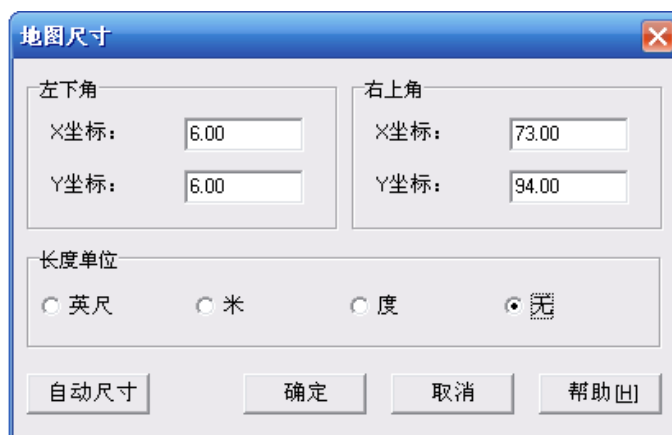 地图尺寸
左下角 右上角
X坐标: 6.00 X坐标: 73.00
Y坐标: 6.00 Y坐标: 94.00
长度单位
英尺 米 度 无
自动尺寸 确定 取消 帮助[H]